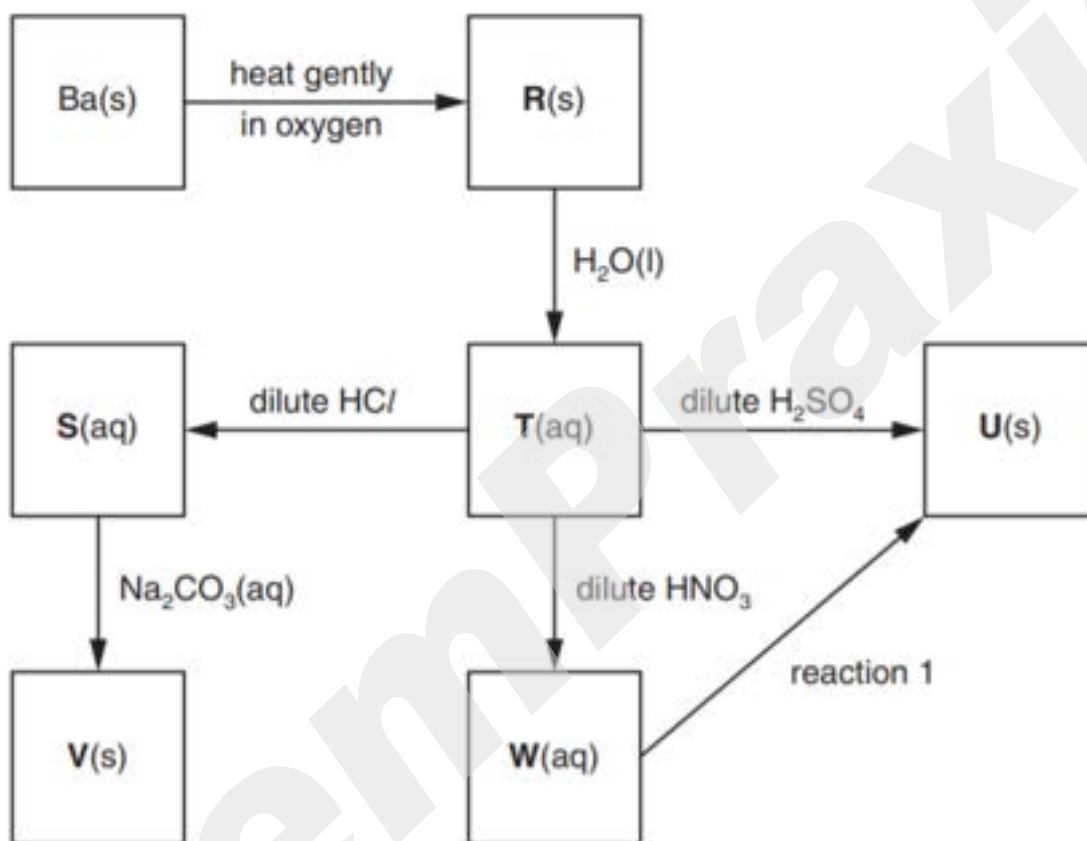 Ba(s)
heat gently
in oxygen
R(s)
H₂O(l)
S(aq)
dilute HCl
T(aq)
dilute H₂SO₄
U(s)
Na₂CO₃(aq)
dilute HNO₃
reaction 1
V(s)
W(aq)